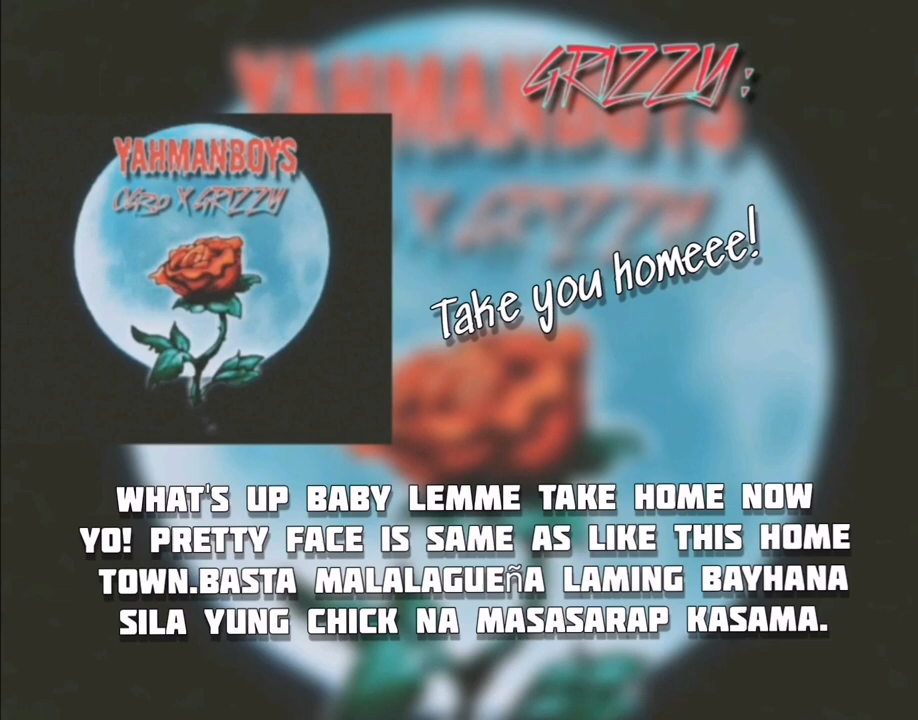 GRIZZY:
YAHMANBOYS
X GRIZZY
Take you homeee!
WHAT'S UP BABY LEMME TAKE HOME NOW
YO! PRETTY FACE IS SAME AS LIKE THIS HOME
TOWN.BASTA MALALAGUEñA LAMING BAYHANA
SILA YUNG CHICK NA MASASARAP KASAMA.